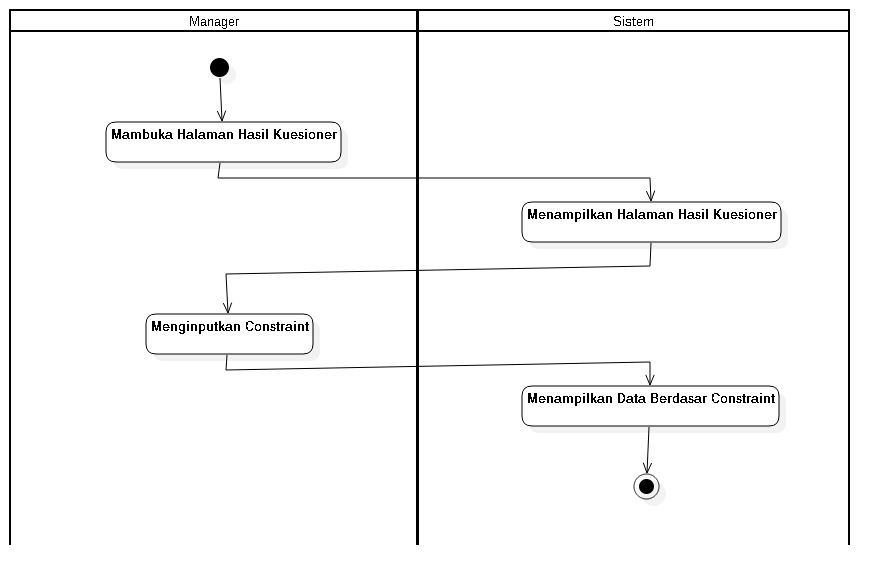 Manager
Sistem
Mambuka Halaman Hasil Kuesioner
Menampilkan Halaman Hasil Kuesioner
Menginputkan Constraint
Menampilkan Data Berdasar Constraint